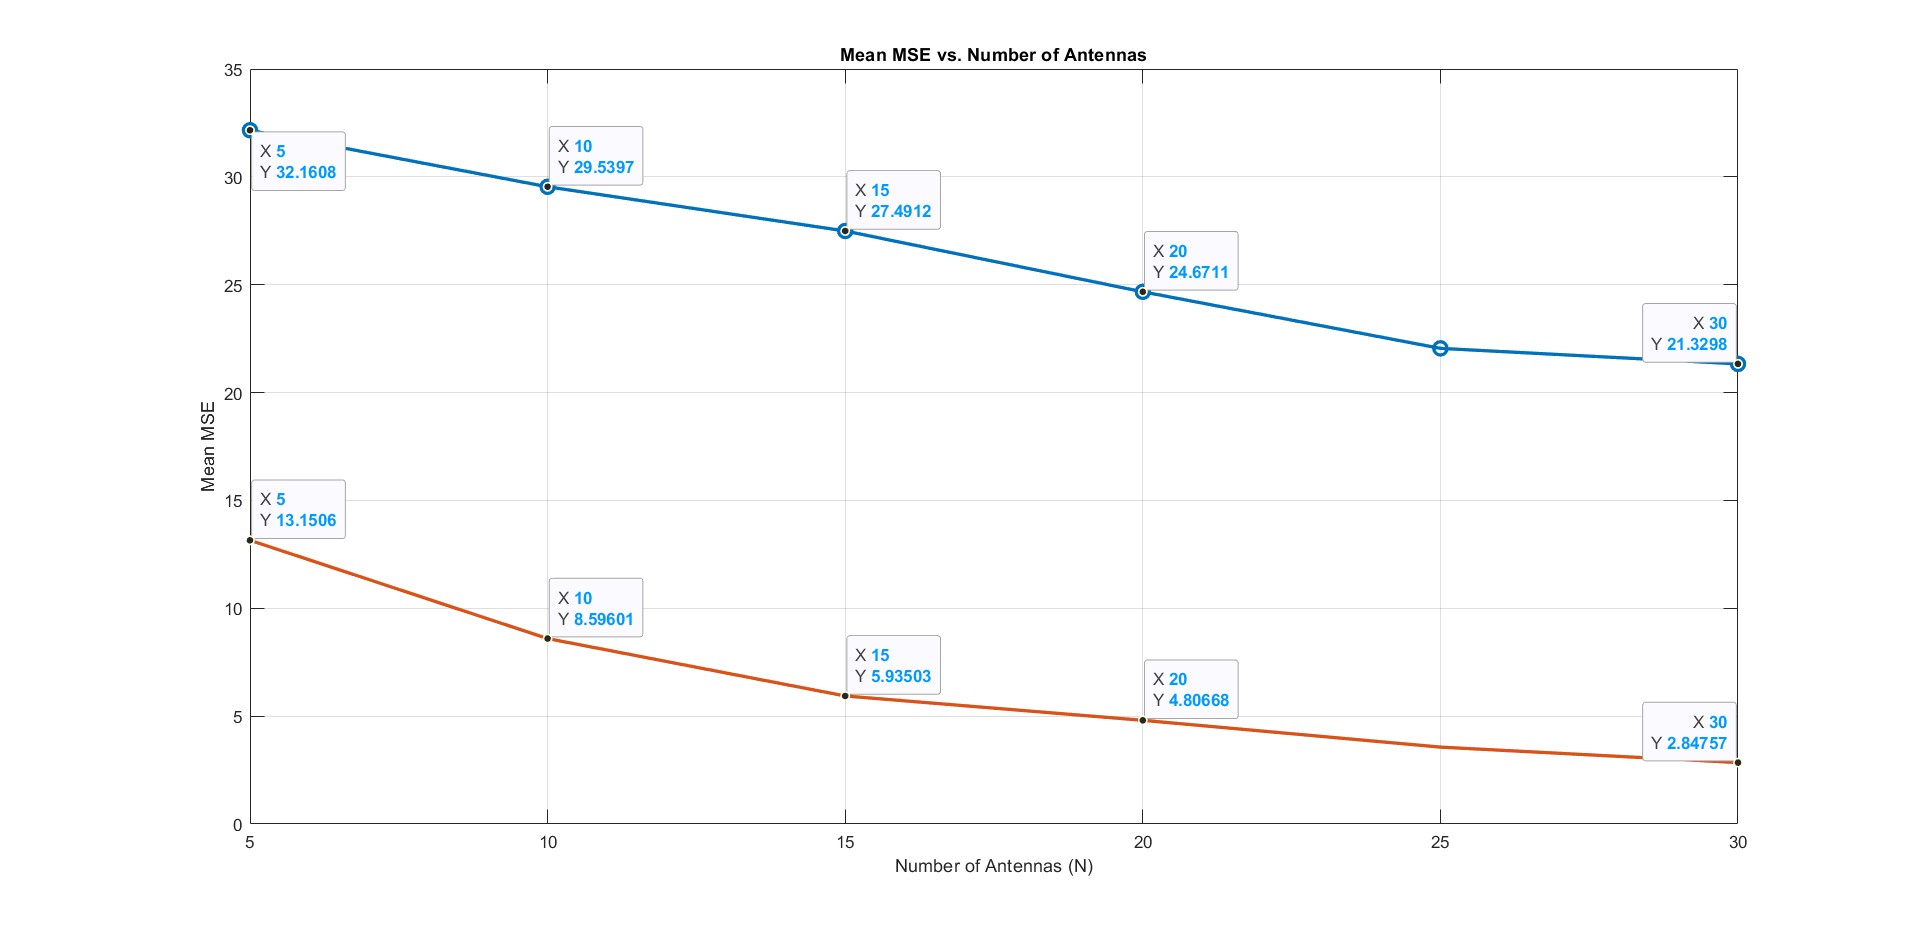 Mean MSE vs. Number of Antennas
35
30
25
20
15
10
5
0
Mean MSE
X 5
Y 32.1608
X 10
Y 29.5397
X 15
Y 27.4912
X 20
Y 24.6711
X 30
Y 21.3298
X 5
Y 13.1506
X 10
Y 8.59601
X 15
Y 5.93503
X 20
Y 4.80668
X 30
Y 2.84757
5 10 15 20 25 30
Number of Antennas (N)